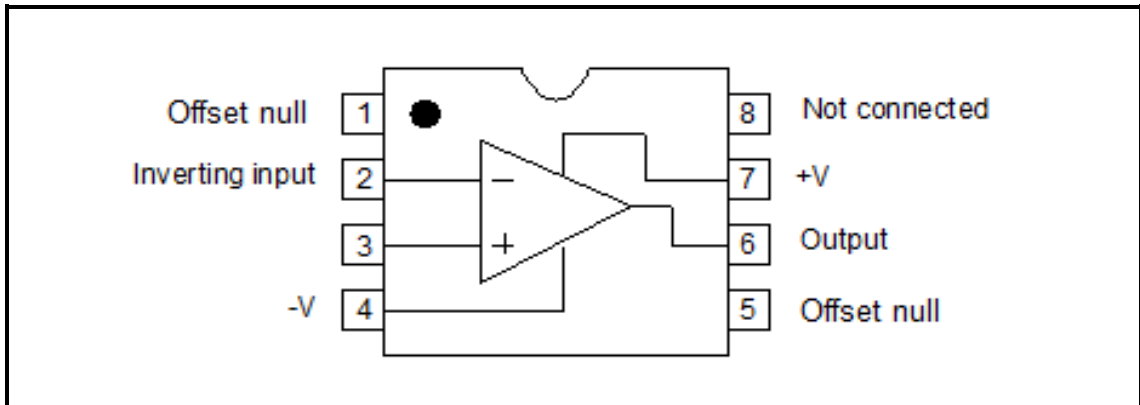 Offset null 1
8 Not connected
Inverting input 2 −
7 +V
3 +
6 Output
-V 4
5 Offset null